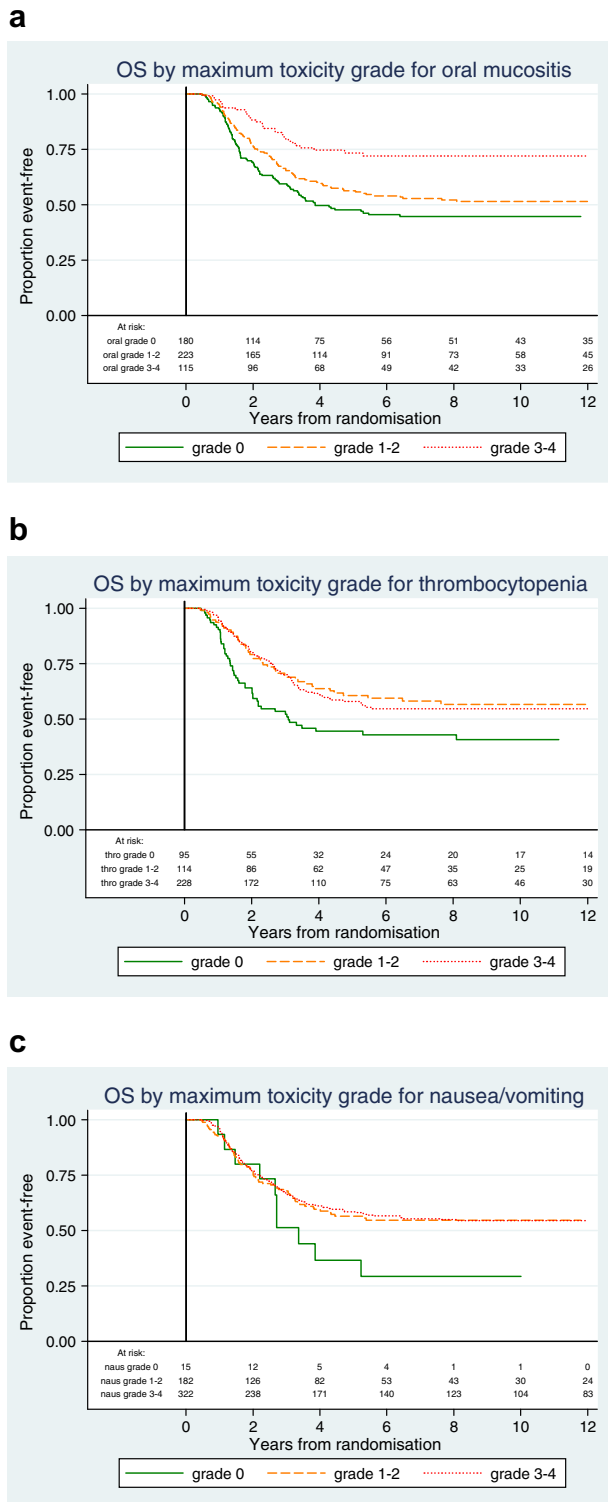 a
OS by maximum toxicity grade for oral mucositis
Proportion event-free
1.00
0.75
0.50
0.25
0.00
At risk:
oral grade 0 180 114 75 56 51 43 35
oral grade 1-2 223 165 114 91 73 58 45
oral grade 3-4 115 96 68 49 42 33 26
0 2 4 6 8 10 12
Years from randomisation
grade 0 grade 1-2 grade 3-4
b
OS by maximum toxicity grade for thrombocytopenia
Proportion event-free
1.00
0.75
0.50
0.25
0.00
At risk:
thro grade 0 95 55 32 24 20 17 14
thro grade 1-2 114 86 62 47 35 25 19
thro grade 3-4 228 172 110 75 63 46 30
0 2 4 6 8 10 12
Years from randomisation
grade 0 grade 1-2 grade 3-4
c
OS by maximum toxicity grade for nausea/vomiting
Proportion event-free
1.00
0.75
0.50
0.25
0.00
At risk:
naus grade 0 15 12 5 4 1 1 0
naus grade 1-2 182 126 82 53 43 30 24
naus grade 3-4 322 238 171 140 123 104 83
0 2 4 6 8 10 12
Years from randomisation
grade 0 grade 1-2 grade 3-4